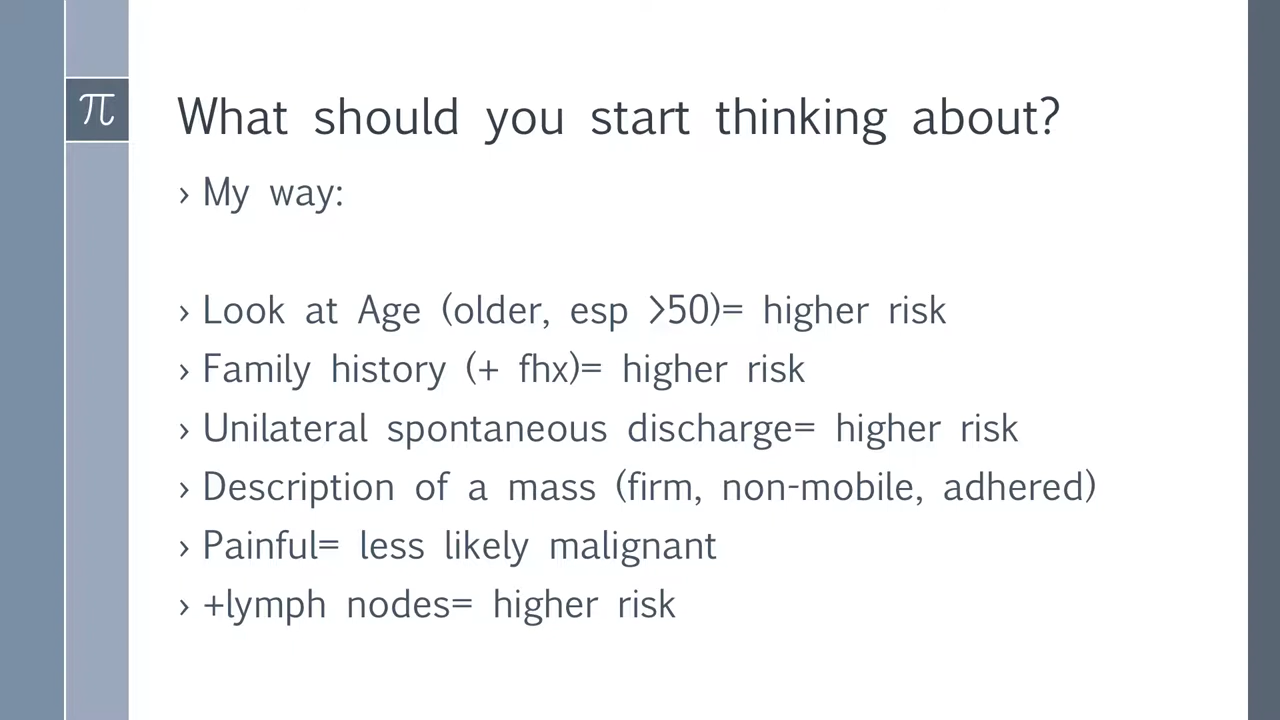 π
What should you start thinking about?
› My way:
› Look at Age (older, esp >50)= higher risk
› Family history (+ fhx)= higher risk
› Unilateral spontaneous discharge= higher risk
› Description of a mass (firm, non-mobile, adhered)
› Painful= less likely malignant
› +lymph nodes= higher risk